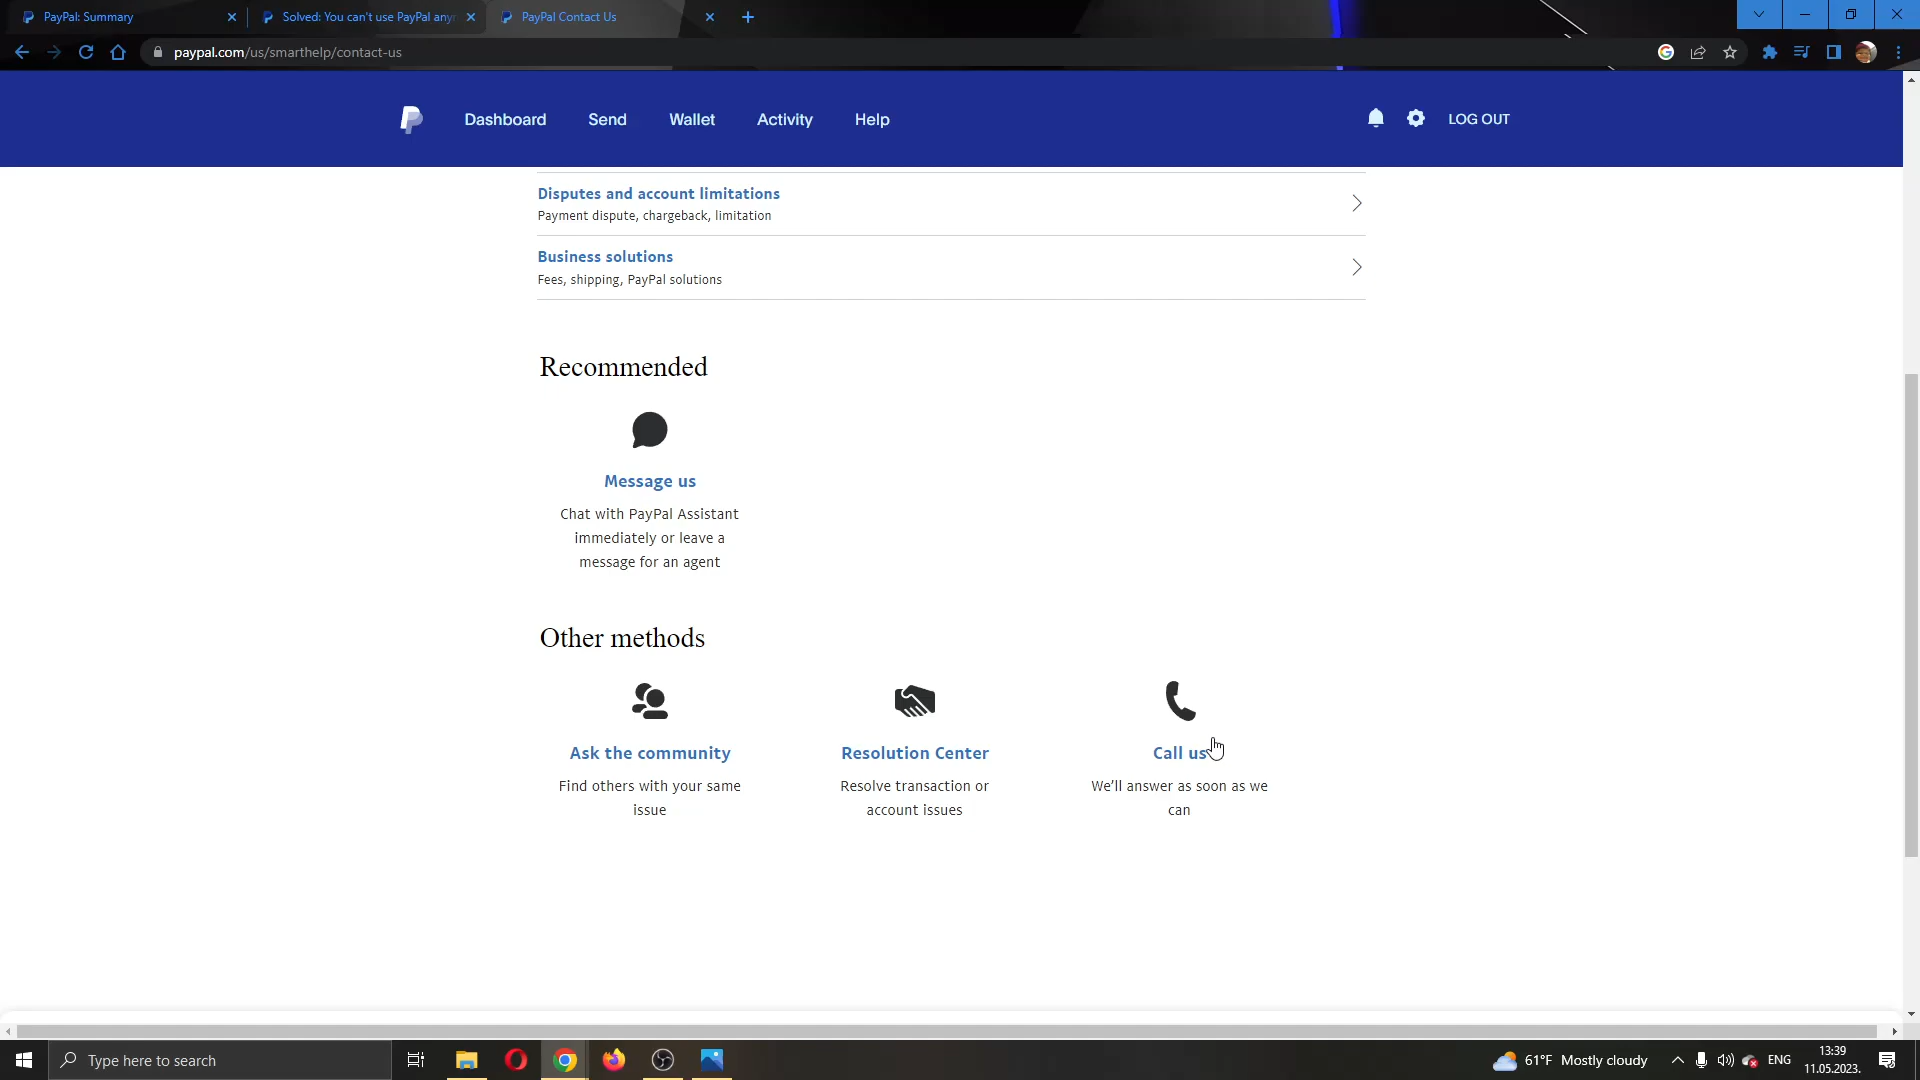 PayPal: Summary
Solved: You can't use PayPal any
PayPal Contact Us
paypal.com/us/smarthelp/contact-us
Dashboard Send Wallet Activity Help LOG OUT
Disputes and account limitations
Payment dispute, chargeback, limitation
Business solutions
Fees, shipping, PayPal solutions
Recommended
Message us
Chat with PayPal Assistant
immediately or leave a
message for an agent
Other methods
Ask the community
Find others with your same
issue
Resolution Center
Resolve transaction or
account issues
Call us
We'll answer as soon as we
can
Type here to search
61°F Mostly cloudy
ENG
13:39
11.05.2023.